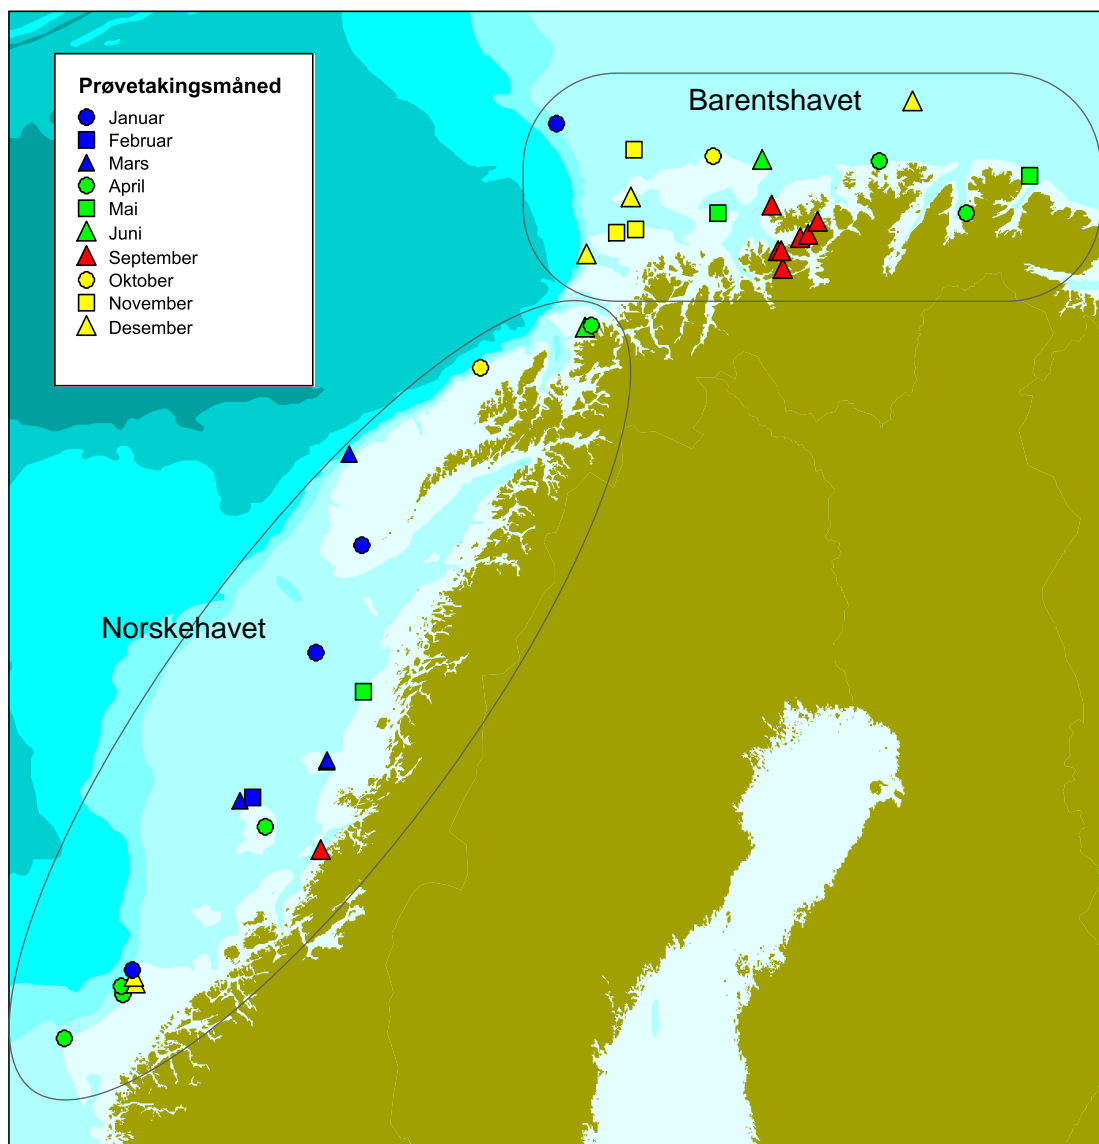 Prøvetakingsmåned
Januar
Februar
Mars
April
Mai
Juni
September
Oktober
November
Desember
Barentshavet
Norskehavet